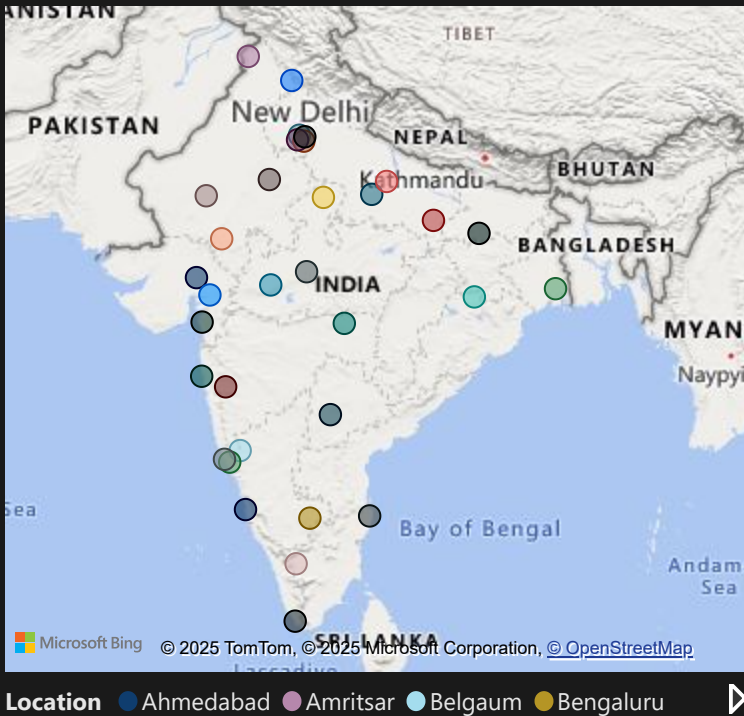 ANISTAN
TIBET
New Delhi
PAKISTAN
NEPAL
Kathmandu
BHUTAN
BANGLADESH
INDIA
MYAN
Naypyi
Sea
Bay of Bengal
Andam
Sea
Microsoft Bing
© 2025 TomTom, © 2025 Microsoft Corporation, © OpenStreetMap
SRI LANKA
Laccadive
Location Ahmedabad Amritsar Belgaum Bengaluru